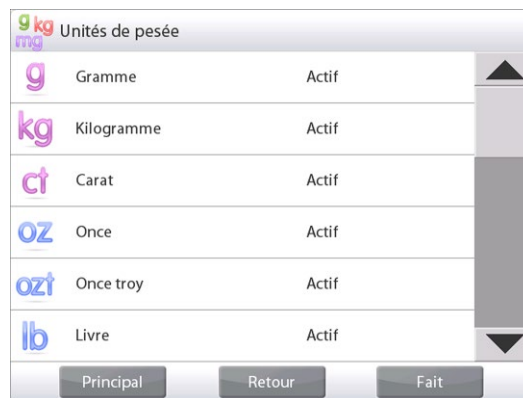 g kg mg Unités de pesée
g Gramme Actif
kg Kilogramme Actif
ct Carat Actif
oz Once Actif
ozt Once troy Actif
lb Livre Actif
Principal Retour Fait